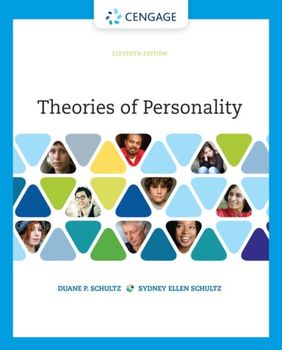 CENGAGE
ELEVENTH EDITION
Theories of Personality
DUANE P. SCHULTZ SYDNEY ELLEN SCHULTZ